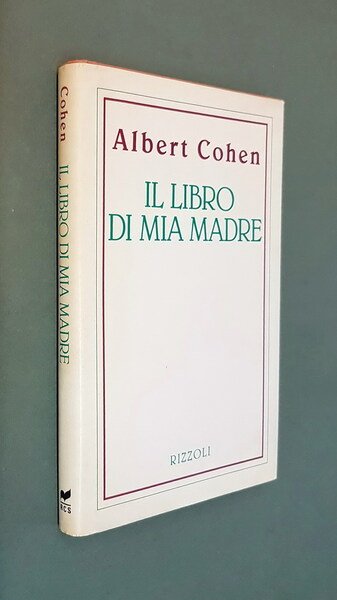 Albert Cohen
IL LIBRO
DI MIA MADRE
RIZZOLI
Cohen
IL LIBRO DI MIA MADRE
RCS